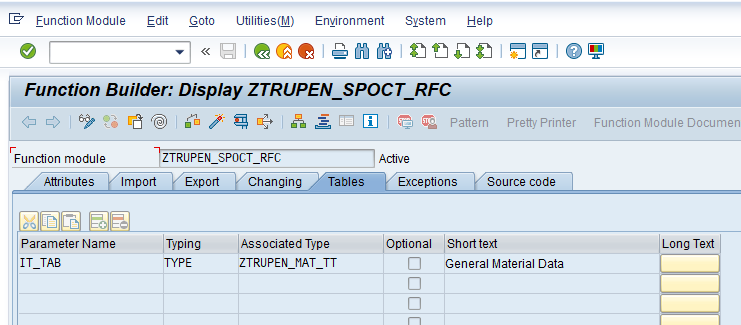 Function Module Edit Goto Utilities(M) Environment System Help
Function Builder: Display ZTRUPEN_SPOCT_RFC
Pattern Pretty Printer Function Module Documen
Function module ZTRUPEN_SPOCT_RFC Active
Attributes Import Export Changing Tables Exceptions Source code
Parameter Name Typing Associated Type Optional Short text Long Text
IT_TAB TYPE ZTRUPEN_MAT_TT General Material Data